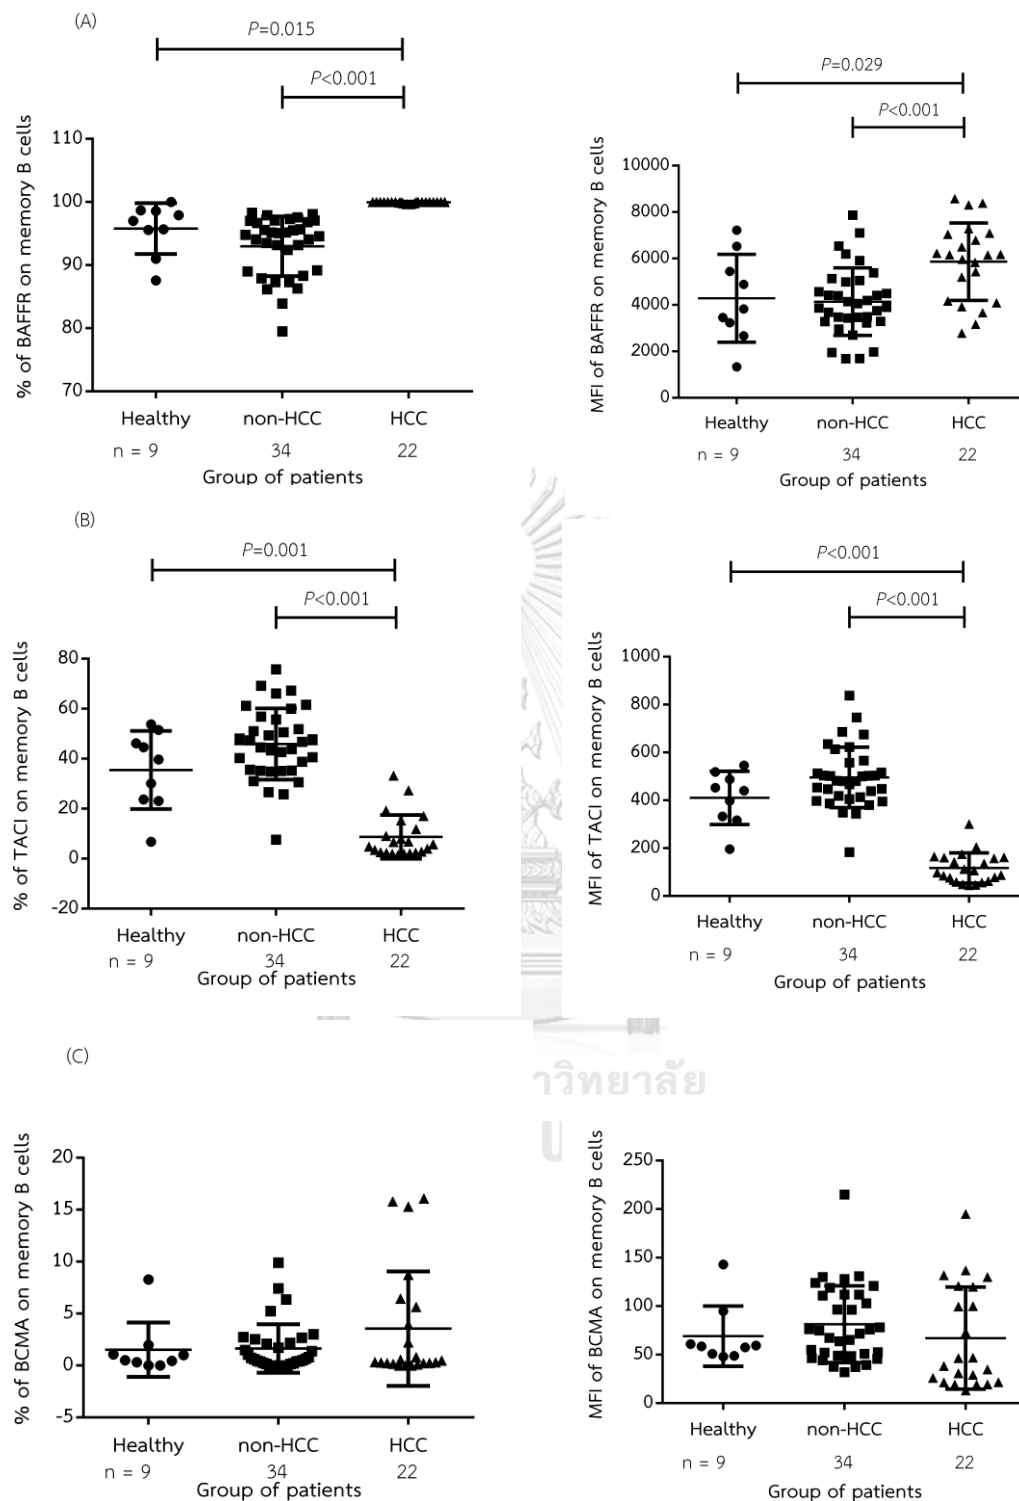 (A)
P=0.015
P<0.001
% of BAFFR on memory B cells
110
100
90
80
70
Healthy non-HCC HCC
n = 9 34 22
Group of patients
P=0.029
P<0.001
MFI of BAFFR on memory B cells
10000
8000
6000
4000
2000
0
Healthy non-HCC HCC
n = 9 34 22
Group of patients
(B)
P=0.001
P<0.001
% of TACI on memory B cells
80
60
40
20
0
-20
Healthy non-HCC HCC
n = 9 34 22
Group of patients
P<0.001
P<0.001
MFI of TACI on memory B cells
1000
800
600
400
200
0
Healthy non-HCC HCC
n = 9 34 22
Group of patients
าวิทยาลัย
(C)
% of BCMA on memory B cells
20
15
10
5
0
-5
Healthy non-HCC HCC
n = 9 34 22
Group of patients
MFI of BCMA on memory B cells
250
200
150
100
50
0
Healthy non-HCC HCC
n = 9 34 22
Group of patients